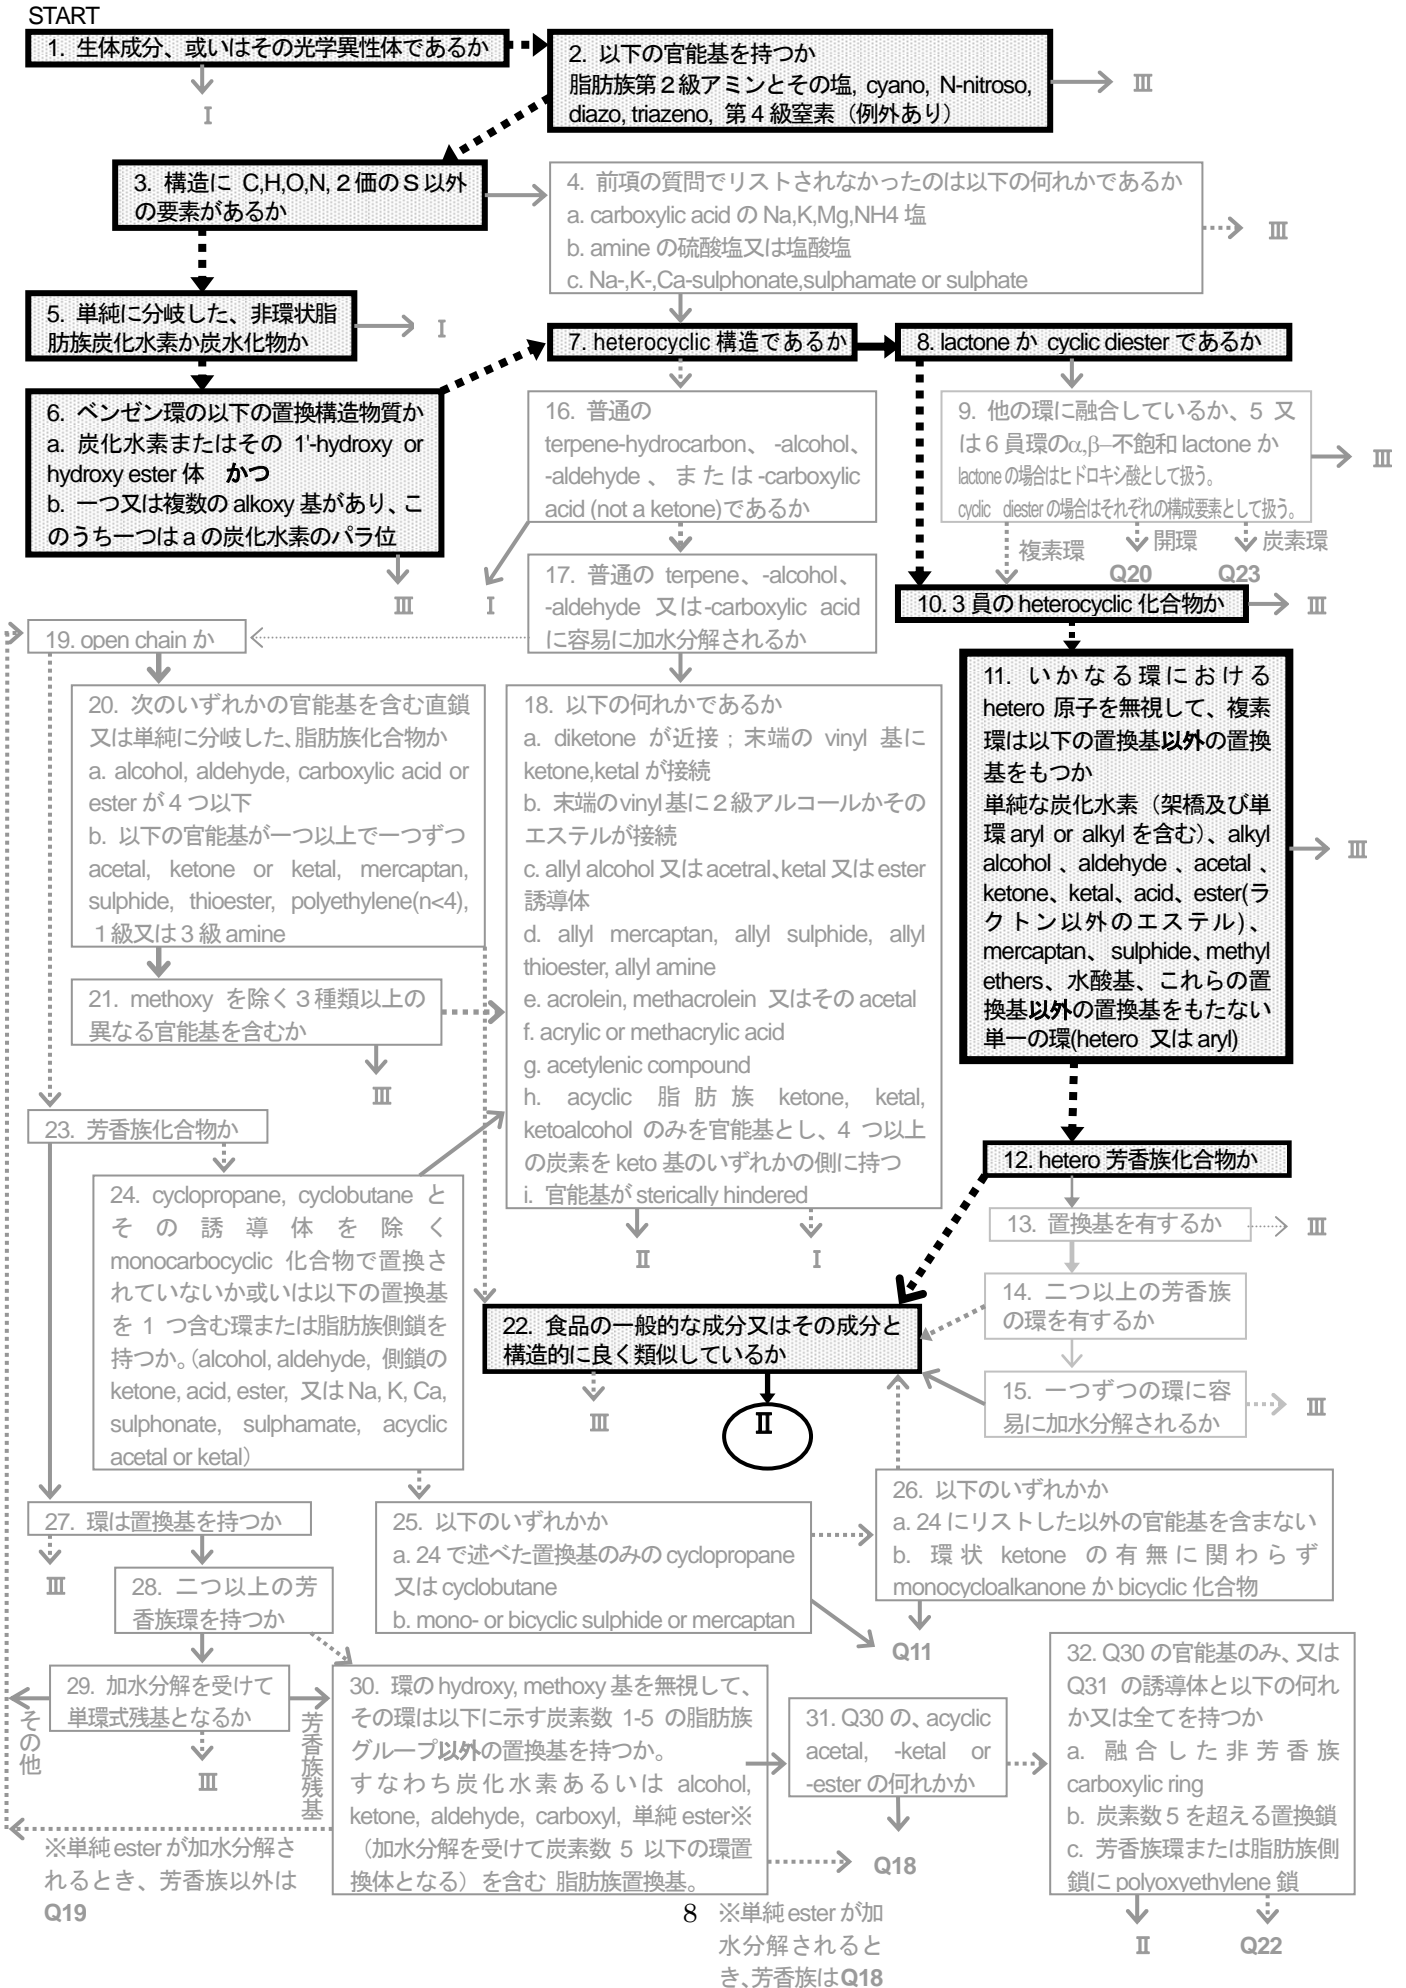 START
1. 生体成分、或いはその光学異性体であるか
I
2. 以下の官能基を持つか
脂肪族第２級アミンとその塩, cyano, N-nitroso,
diazo, triazeno, 第４級窒素（例外あり）
Ⅲ
3. 構造に C,H,O,N,２価のＳ以外
の要素があるか
4. 前項の質問でリストされなかったのは以下の何れかであるか
a. carboxylic acid の Na,K,Mg,NH4 塩
b. amine の硫酸塩又は塩酸塩
c. Na-,K-,Ca-sulphonate,sulphamate or sulphate
Ⅲ
5. 単純に分岐した、非環状脂
肪族炭化水素か炭水化物か
I
6. ベンゼン環の以下の置換構造物質か
a. 炭化水素またはその 1'-hydroxy or
hydroxy ester 体　かつ
b. 一つ又は複数の alkoxy 基があり、こ
のうち一つは a の炭化水素のパラ位
Ⅲ
7. heterocyclic 構造であるか
8. lactone か cyclic diester であるか
9. 他の環に融合しているか、5 又
は 6 員環のα,β−不飽和 lactone か
lactone の場合はヒドロキシ酸として扱う。
cyclic diester の場合はそれぞれの構成要素として扱う。
Ⅲ
複素環
開環
炭素環
Q20
Q23
10. 3 員の heterocyclic 化合物か
Ⅲ
11. いかなる環における
hetero 原子を無視して、複素
環は以下の置換基以外の置換
基をもつか
単純な炭化水素（架橋及び単
環 aryl or alkyl を含む）、alkyl
alcohol 、aldehyde 、acetal 、
ketone、ketal、acid、ester(ラ
クトン以外のエステル)、
mercaptan、 sulphide、methyl
ethers、水酸基、これらの置
換基以外の置換基をもたない
単一の環(hetero 又は aryl)
Ⅲ
12. hetero 芳香族化合物か
13. 置換基を有するか
Ⅲ
14. 二つ以上の芳香族
の環を有するか
15. 一つずつの環に容
易に加水分解されるか
Ⅲ
16. 普通の
terpene-hydrocarbon、-alcohol、
-aldehyde 、または-carboxylic
acid (not a ketone)であるか
I
17. 普通の terpene、-alcohol、
-aldehyde 又は-carboxylic acid
に容易に加水分解されるか
18. 以下の何れかであるか
a. diketone が近接；末端の vinyl 基に
ketone,ketal が接続
b. 末端のvinyl基に２級アルコールかその
エステルが接続
c. allyl alcohol 又は acetral、ketal 又は ester
誘導体
d. allyl mercaptan, allyl sulphide, allyl
thioester, allyl amine
e. acrolein, methacrolein 又はその acetal
f. acrylic or methacrylic acid
g. acetylenic compound
h. acyclic 脂肪族 ketone, ketal,
ketoalcohol のみを官能基とし、4 つ以上
の炭素を keto 基のいずれかの側に持つ
i. 官能基が sterically hindered
Ⅱ
I
19. open chain か
20. 次のいずれかの官能基を含む直鎖
又は単純に分岐した、脂肪族化合物か
a. alcohol, aldehyde, carboxylic acid or
ester が 4 つ以下
b. 以下の官能基が一つ以上で一つずつ
acetal, ketone or ketal, mercaptan,
sulphide, thioester, polyethylene(n<4),
１級又は３級 amine
21. methoxy を除く３種類以上の
異なる官能基を含むか
Ⅲ
22. 食品の一般的な成分又はその成分と
構造的に良く類似しているか
Ⅲ
Ⅱ
23. 芳香族化合物か
24. cyclopropane, cyclobutane と
その誘導体を除く
monocarbocyclic 化合物で置換さ
れていないか或いは以下の置換基
を 1 つ含む環または脂肪族側鎖を
持つか。(alcohol, aldehyde, 側鎖の
ketone, acid, ester, 又は Na, K, Ca,
sulphonate, sulphamate, acyclic
acetal or ketal）
25. 以下のいずれかか
a. 24 で述べた置換基のみの cyclopropane
又は cyclobutane
b. mono- or bicyclic sulphide or mercaptan
26. 以下のいずれかか
a. 24 にリストした以外の官能基を含まない
b. 環状 ketone の有無に関わらず
monocycloalkanone か bicyclic 化合物
Q11
27. 環は置換基を持つか
Ⅲ
28. 二つ以上の芳
香族環を持つか
29. 加水分解を受けて
単環式残基となるか
その他
芳香族残基
Ⅲ
30. 環の hydroxy, methoxy 基を無視して、
その環は以下に示す炭素数 1-5 の脂肪族
グループ以外の置換基を持つか。
すなわち炭化水素あるいは alcohol,
ketone, aldehyde, carboxyl, 単純 ester※
（加水分解を受けて炭素数 5 以下の環置
換体となる）を含む 脂肪族置換基。
※単純 ester が加水分解さ
れるとき、芳香族以外は
Q19
31. Q30 の、acyclic
acetal, -ketal or
-ester の何れかか
Q18
32. Q30 の官能基のみ、又は
Q31 の誘導体と以下の何れ
か又は全てを持つか
a. 融合した非芳香族
carboxylic ring
b. 炭素数 5 を超える置換鎖
c. 芳香族環または脂肪族側
鎖に polyoxyethylene 鎖
Ⅱ
Q22
8
※単純 ester が加
水分解されると
き、芳香族は Q18